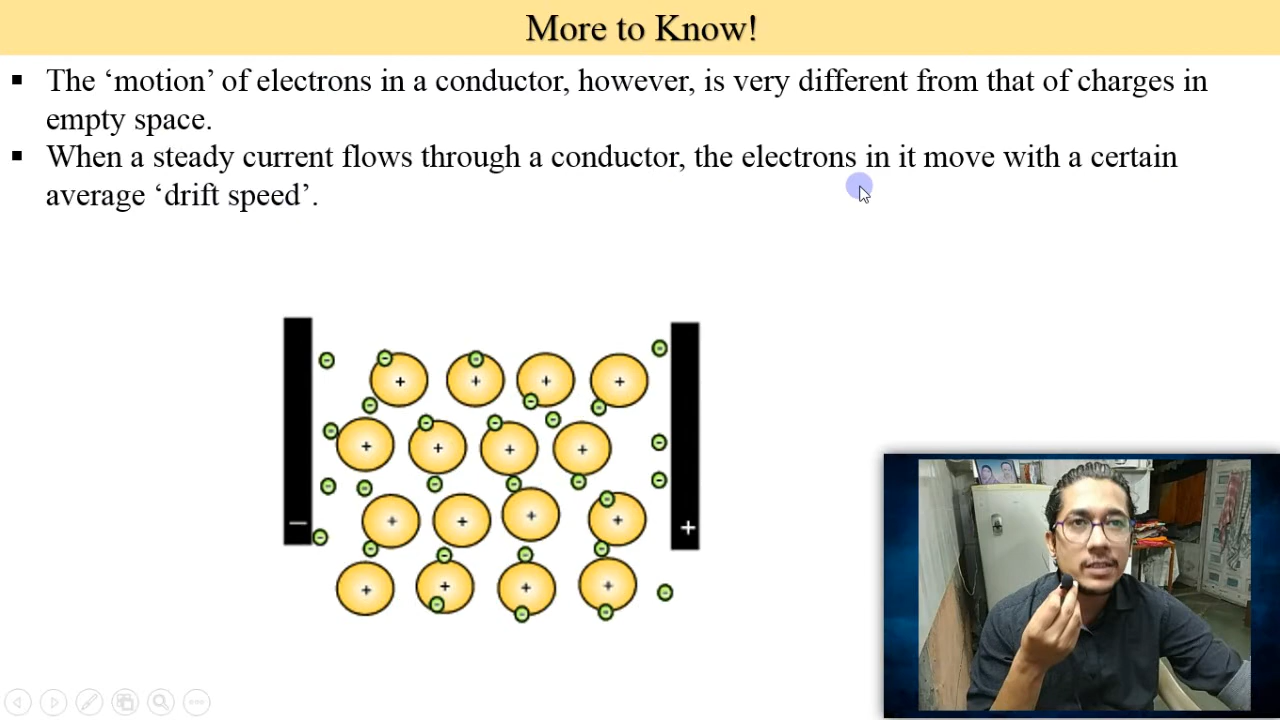 More to Know!
▪ The ‘motion’ of electrons in a conductor, however, is very different from that of charges in
empty space.
▪ When a steady current flows through a conductor, the electrons in it move with a certain
average ‘drift speed’.